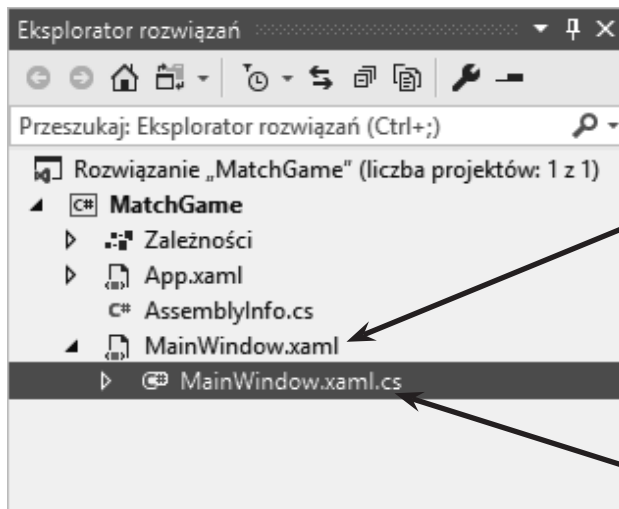 Eksplorator rozwiązań
Przeszukaj: Eksplorator rozwiązań (Ctrl+;)
Rozwiązanie „MatchGame” (liczba projektów: 1 z 1)
C# MatchGame
Zależności
App.xaml
C# AssemblyInfo.cs
MainWindow.xaml
C# MainWindow.xaml.cs